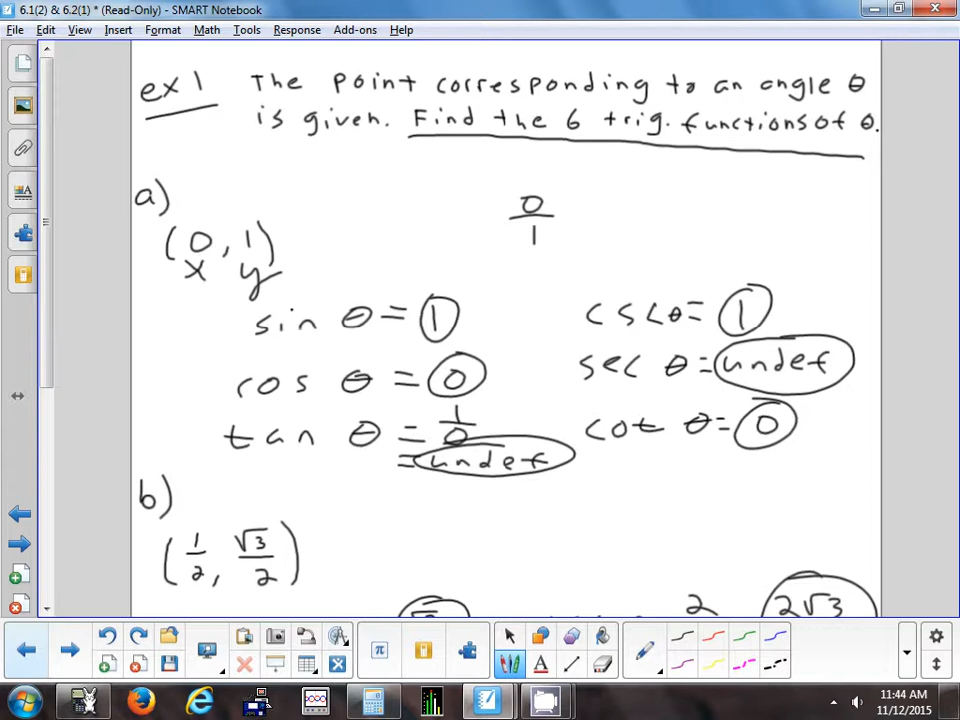 6.1(2) & 6.2(1) * (Read-Only) - SMART Notebook
File Edit View Insert Format Math Tools Response Add-ons Help
ex 1 The point corresponding to an angle θ
is given. Find the 6 trig. functions of θ.
a)
0
1
(0, 1)
x y
sin θ = 1
csc θ = 1
cos θ = 0
sec θ = undef
tan θ = 1/0
cot θ = 0
= undef
b)
(1/2, √3/2)
2 2√3
11:44 AM
11/12/2015